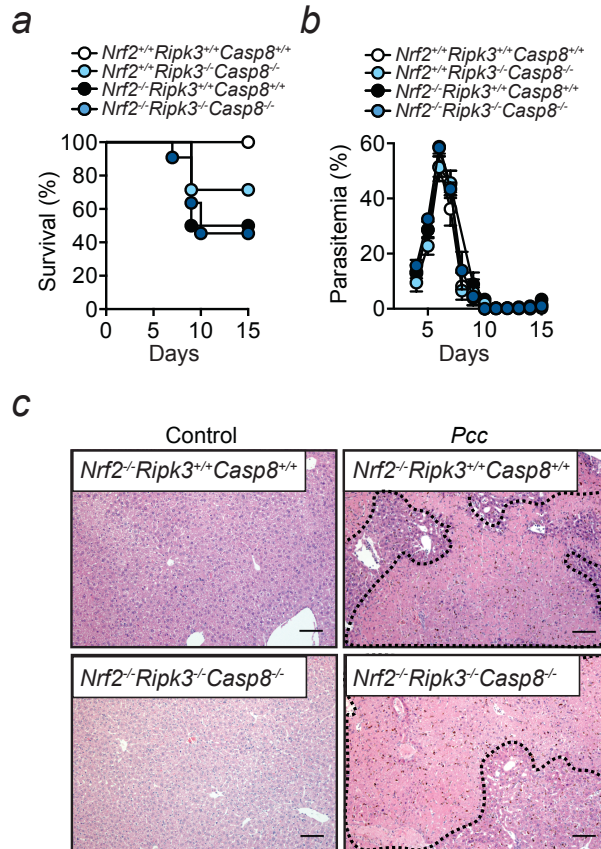 a
Nrf2+/+Ripk3+/+Casp8+/+
Nrf2+/+Ripk3-/-Casp8-/-
Nrf2-/-Ripk3+/+Casp8+/+
Nrf2-/-Ripk3-/-Casp8-/-
100
80
60
40
20
0
Survival (%)
0 5 10 15
Days
b
Nrf2+/+Ripk3+/+Casp8+/+
Nrf2+/+Ripk3-/-Casp8-/-
Nrf2-/-Ripk3+/+Casp8+/+
Nrf2-/-Ripk3-/-Casp8-/-
60
40
20
0
Parasitemia (%)
5 10 15
Days
c
Control
Pcc
Nrf2-/-Ripk3+/+Casp8+/+
Nrf2-/-Ripk3+/+Casp8+/+
Nrf2-/-Ripk3-/-Casp8-/-
Nrf2-/-Ripk3-/-Casp8-/-